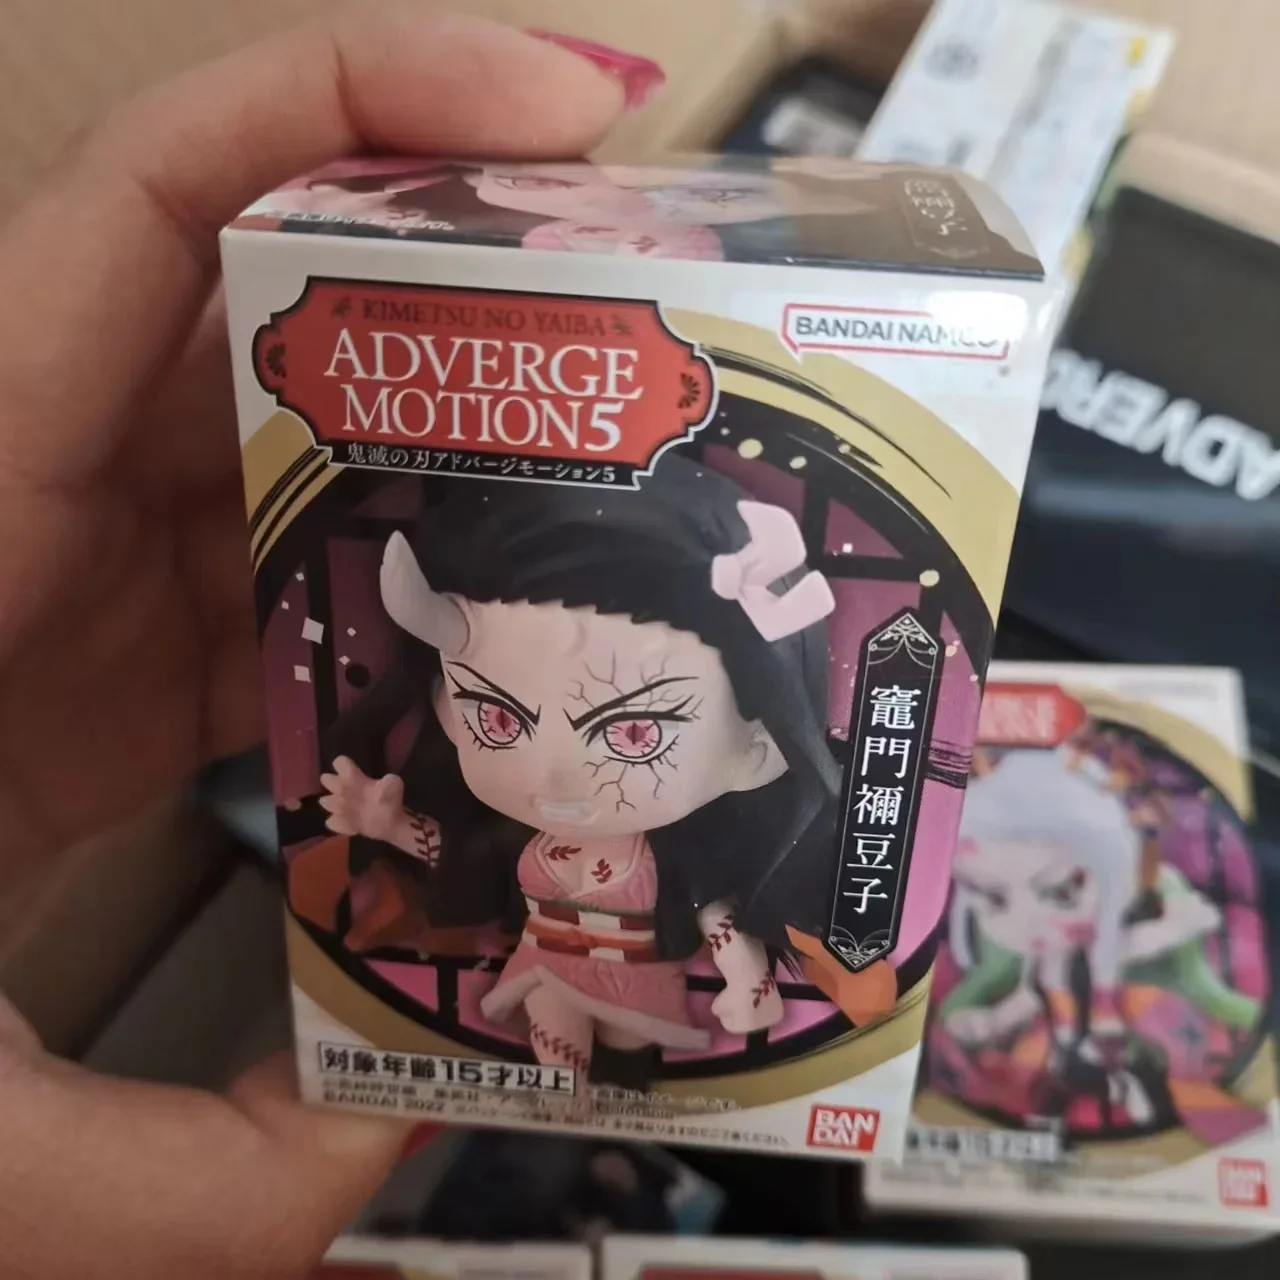 KIMETSU NO YAIBA
ADVERGE
MOTION5
鬼滅の刃アドバージモーション5
BANDAI NAMCO
竈門禰豆子
対象年齢15才以上
BANDAI 2022
BAN
DAI
ADVERG